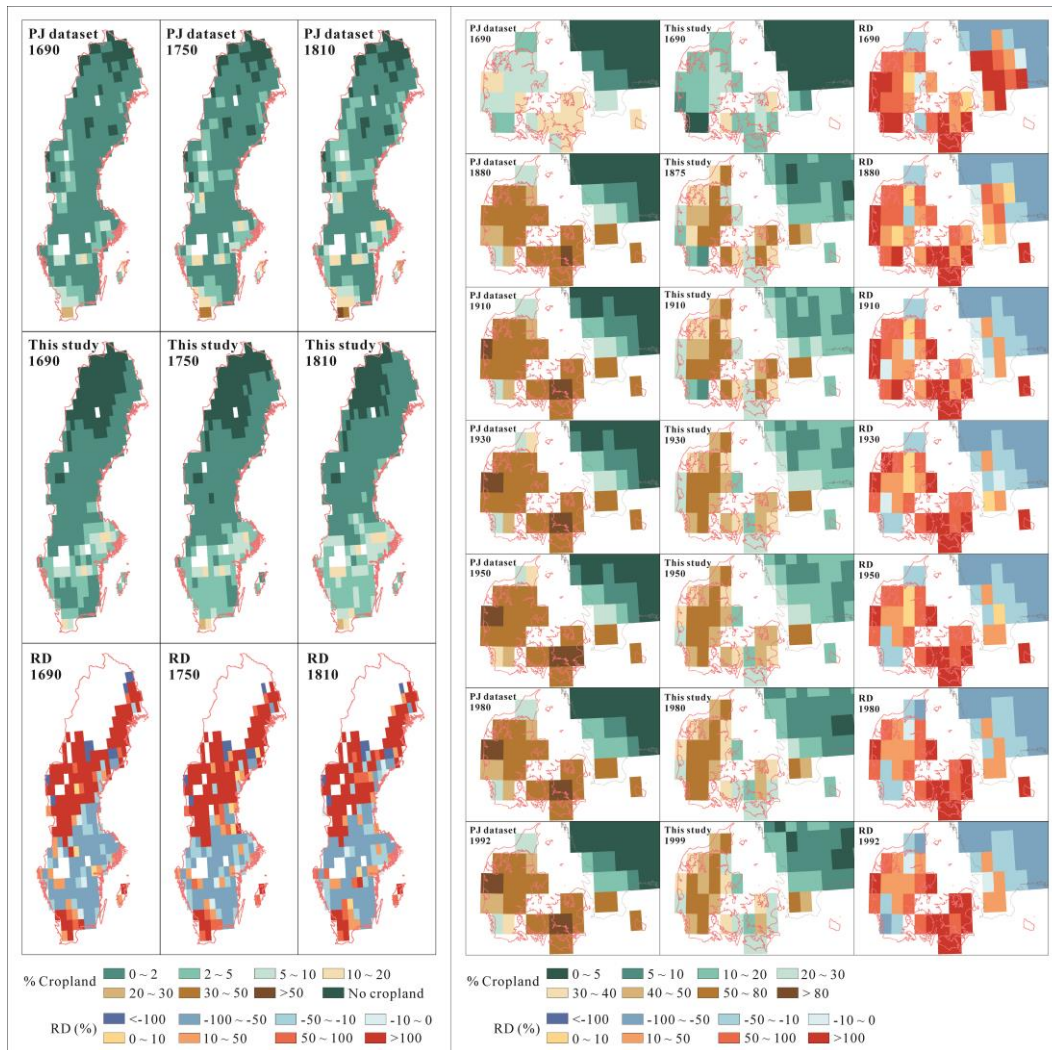 PJ dataset
1690
PJ dataset
1750
PJ dataset
1810
This study
1690
This study
1750
This study
1810
RD
1690
RD
1750
RD
1810
% Cropland
0 ~ 2
2 ~ 5
5 ~ 10
10 ~ 20
20 ~ 30
30 ~ 50
>50
No cropland
RD (%)
<-100
-100 ~ -50
-50 ~ -10
-10 ~ 0
0 ~ 10
10 ~ 50
50 ~ 100
>100
PJ dataset
1690
This study
1690
RD
1690
PJ dataset
1880
This study
1875
RD
1880
PJ dataset
1910
This study
1910
RD
1910
PJ dataset
1930
This study
1930
RD
1930
PJ dataset
1950
This study
1950
RD
1950
PJ dataset
1980
This study
1980
RD
1980
PJ dataset
1992
This study
1999
RD
1992
% Cropland
0 ~ 5
5 ~ 10
10 ~ 20
20 ~ 30
30 ~ 40
40 ~ 50
50 ~ 80
> 80
RD (%)
<-100
-100 ~ -50
-50 ~ -10
-10 ~ 0
0 ~ 10
10 ~ 50
50 ~ 100
>100